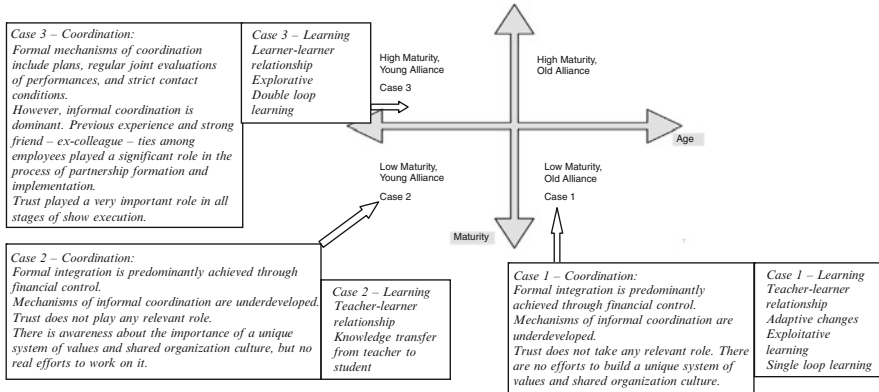 Case 3 – Coordination:
Formal mechanisms of coordination
include plans, regular joint evaluations
of performances, and strict contact
conditions.
However, informal coordination is
dominant. Previous experience and strong
friend – ex-colleague – ties among
employees played a significant role in the
process of partnership formation and
implementation.
Trust played a very important role in all
stages of show execution.
Case 3 – Learning
Learner-learner
relationship
Explorative
Double loop
learning
High Maturity,
Young Alliance
Case 3
High Maturity,
Old Alliance
Age
Low Maturity,
Young Alliance
Case 2
Low Maturity,
Old Alliance
Case 1
Maturity
Case 2 – Coordination:
Formal integration is predominantly achieved through
financial control.
Mechanisms of informal coordination are underdeveloped.
Trust does not play any relevant role.
There is awareness about the importance of a unique
system of values and shared organization culture, but no
real efforts to work on it.
Case 2 – Learning
Teacher-learner
relationship
Knowledge transfer
from teacher to
student
Case 1 – Coordination:
Formal integration is predominantly
achieved through financial control.
Mechanisms of informal coordination are
underdeveloped.
Trust does not take any relevant role. There
are no efforts to build a unique system of
values and shared organization culture.
Case 1 – Learning
Teacher-learner
relationship
Adaptive changes
Exploitative
learning
Single loop learning